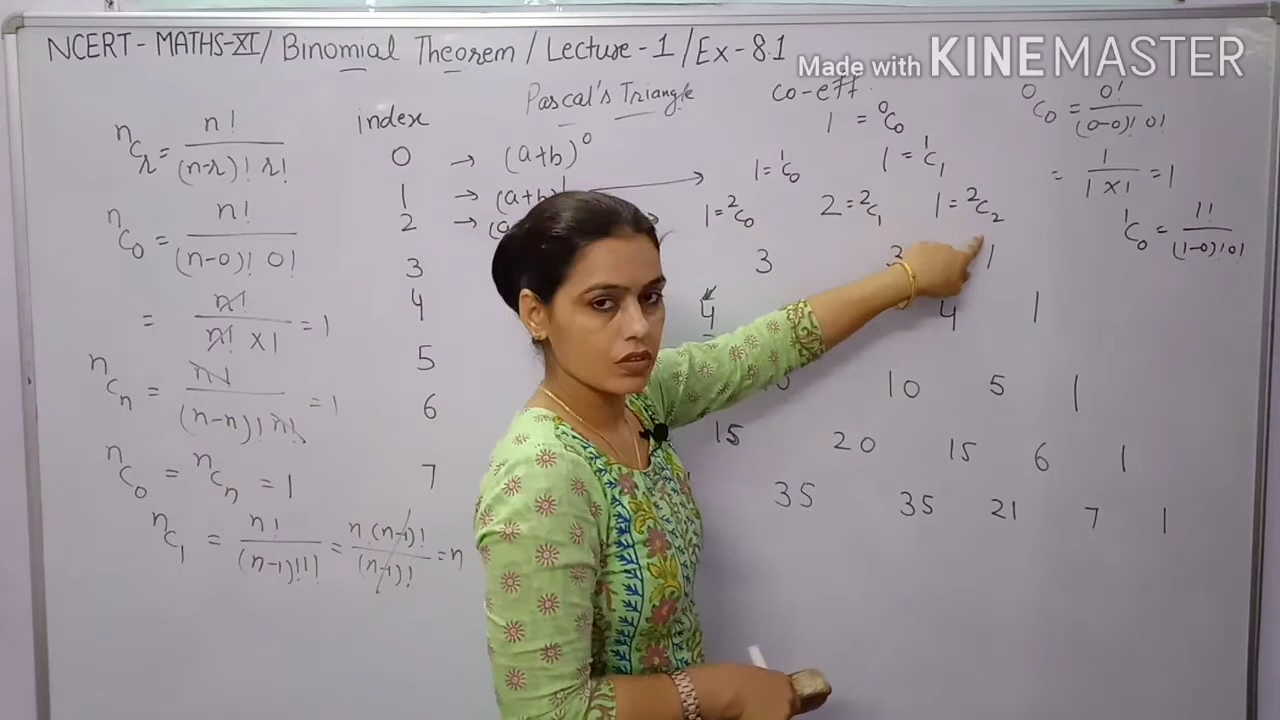 NCERT - MATHS-XI / Binomial Theorem / Lecture - 1 / Ex - 8.1
Made with KINEMASTER
Pascal's Triangle
co-eff.
index
ⁿCᵣ = n! / (n-r)! r!
ⁿC₀ = n! / (n-0)! 0!
= n! / n! × 1 = 1
ⁿCₙ = n! / (n-n)! n! = 1
ⁿC₀ = ⁿCₙ = 1
ⁿC₁ = n! / (n-1)! 1! = n (n-1)! / (n-1)! = n
0 → (a+b)⁰ 1 = ⁰C₀
1 → (a+b)¹ → 1 = ¹C₀ 1 = ¹C₁
2 → (a 1 = ²C₀ 2 = ²C₁ 1 = ²C₂
3 3 3 1
4 4 4 1
5 10 5 1
6 15 20 15 6 1
7 35 35 21 7 1
⁰C₀ = 0! / (0-0)! 0!
= 1 / 1 × 1 = 1
¹C₀ = 1! / (1-0)! 0!